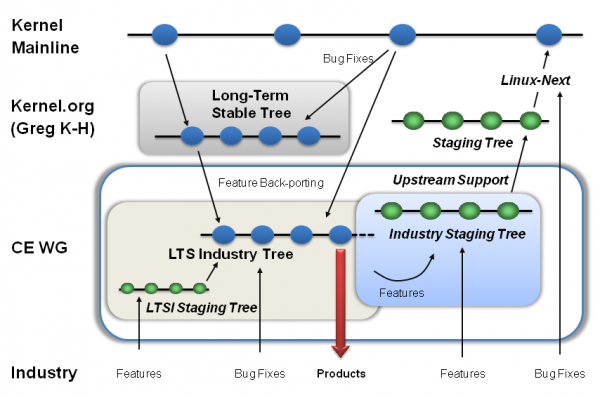 Kernel
Mainline
Bug Fixes
Linux-Next
Kernel.org
(Greg K-H)
Long-Term
Stable Tree
Staging Tree
Feature Back-porting
Upstream Support
CE WG
LTS Industry Tree
Industry Staging Tree
LTSI Staging Tree
Features
Industry
Features
Bug Fixes
Products
Features
Bug Fixes